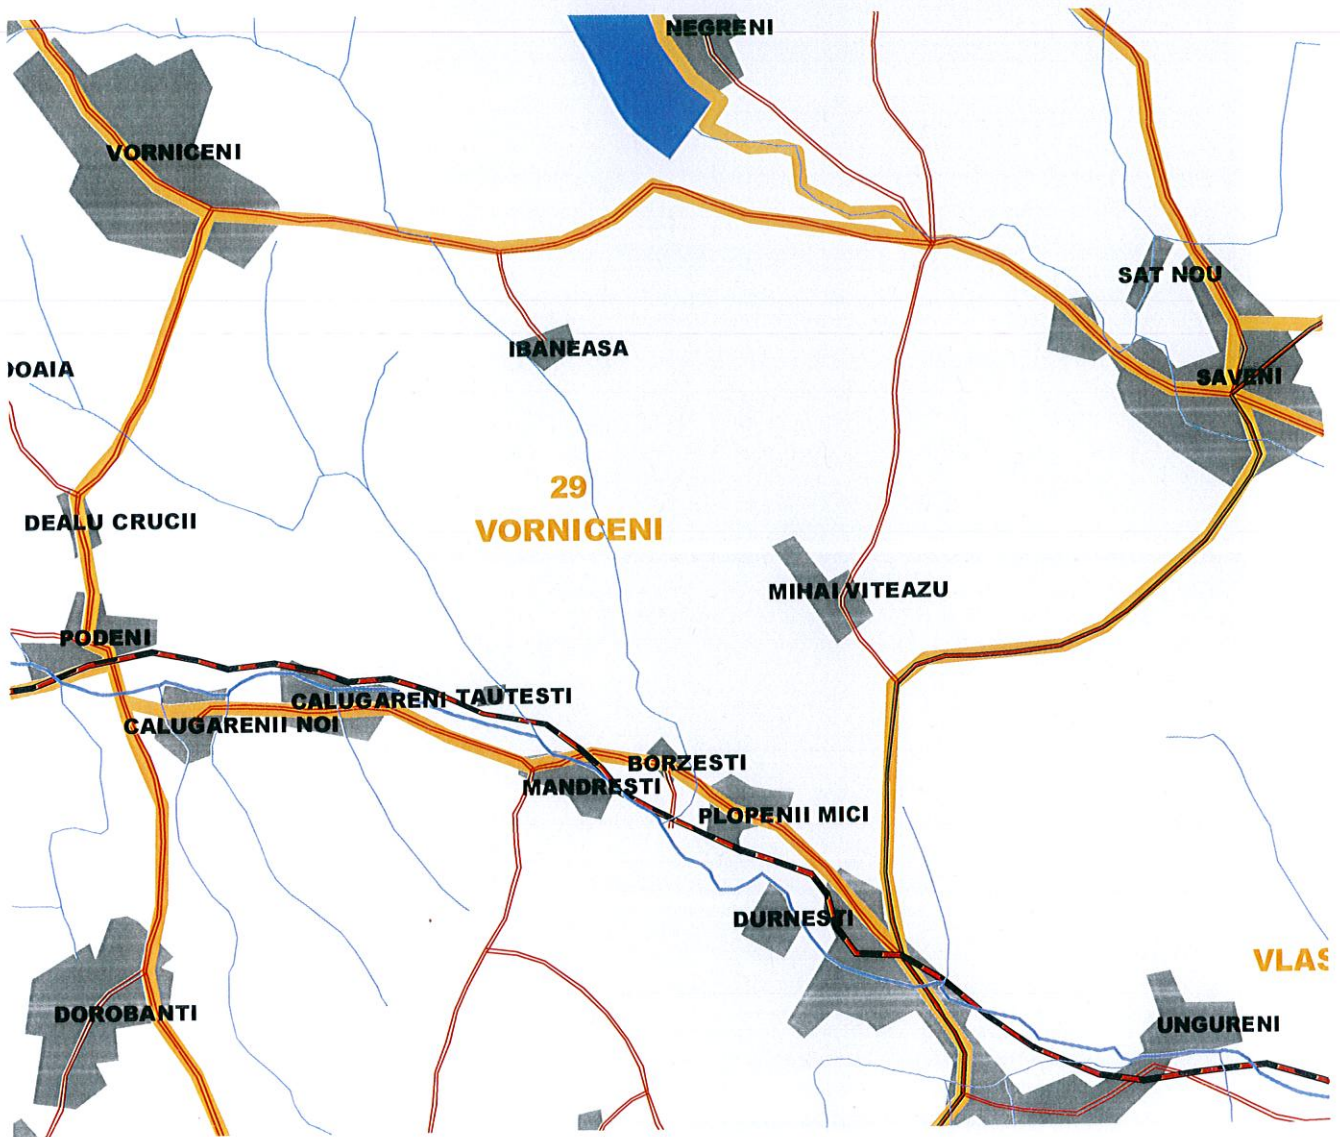 NEGRENI
VORNICENI
SAT NOU
IBANEASA
DOAIA
SAVENI
29
VORNICENI
DEALU CRUCII
MIHAI VITEAZU
PODENI
CALUGARENI
TAUTESTI
CALUGARENII NOI
BORZESTI
MANDRESTI
PLOPENII MICI
DURNESTI
VLAS
DOROBANTI
UNGURENI